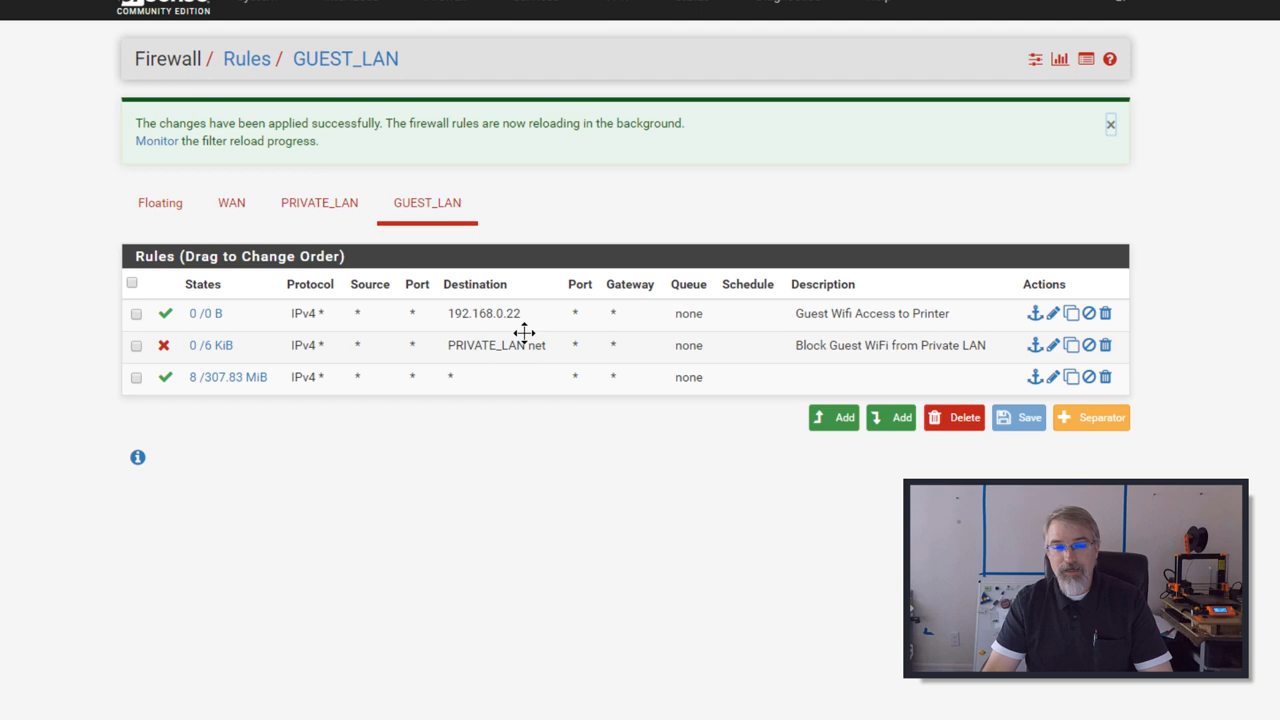 COMMUNITY EDITION
Firewall / Rules / GUEST_LAN
The changes have been applied successfully. The firewall rules are now reloading in the background.
Monitor the filter reload progress.
Floating WAN PRIVATE_LAN GUEST_LAN
Rules (Drag to Change Order)
States Protocol Source Port Destination Port Gateway Queue Schedule Description Actions
0 /0 B IPv4 * * * 192.168.0.22 * * none Guest Wifi Access to Printer
0 /6 KiB IPv4 * * * PRIVATE_LAN net * * none Block Guest WiFi from Private LAN
8 /307.83 MiB IPv4 * * * * * * none
Add Add Delete Save Separator